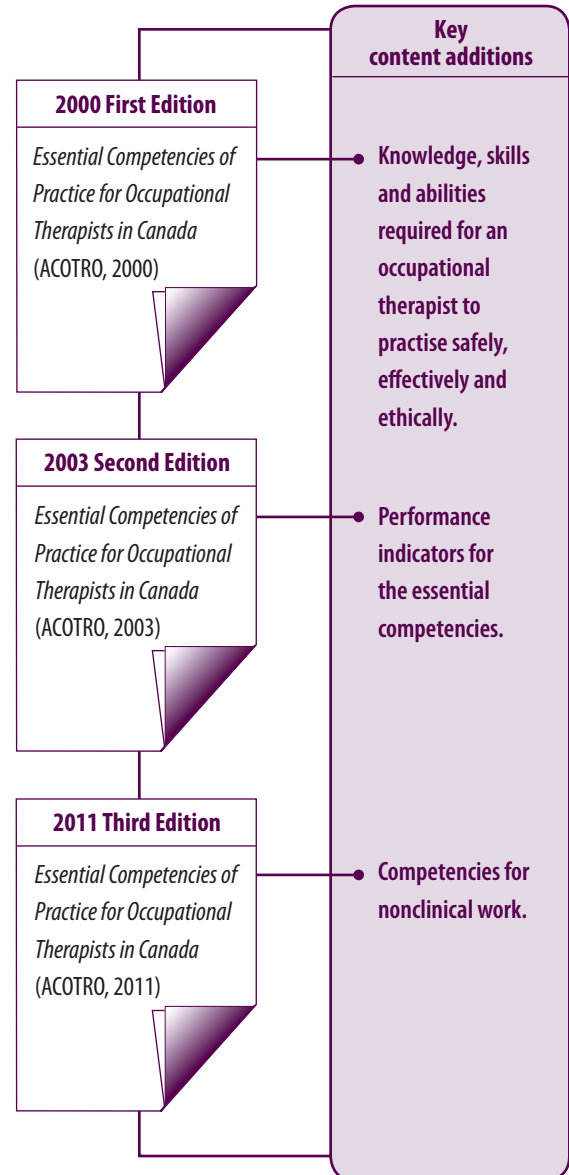 Key
content additions
2000 First Edition
Essential Competencies of
Practice for Occupational
Therapists in Canada
(ACOTRO, 2000)
Knowledge, skills
and abilities
required for an
occupational
therapist to
practise safely,
effectively and
ethically.
2003 Second Edition
Essential Competencies of
Practice for Occupational
Therapists in Canada
(ACOTRO, 2003)
Performance
indicators for
the essential
competencies.
2011 Third Edition
Essential Competencies of
Practice for Occupational
Therapists in Canada
(ACOTRO, 2011)
Competencies for
nonclinical work.